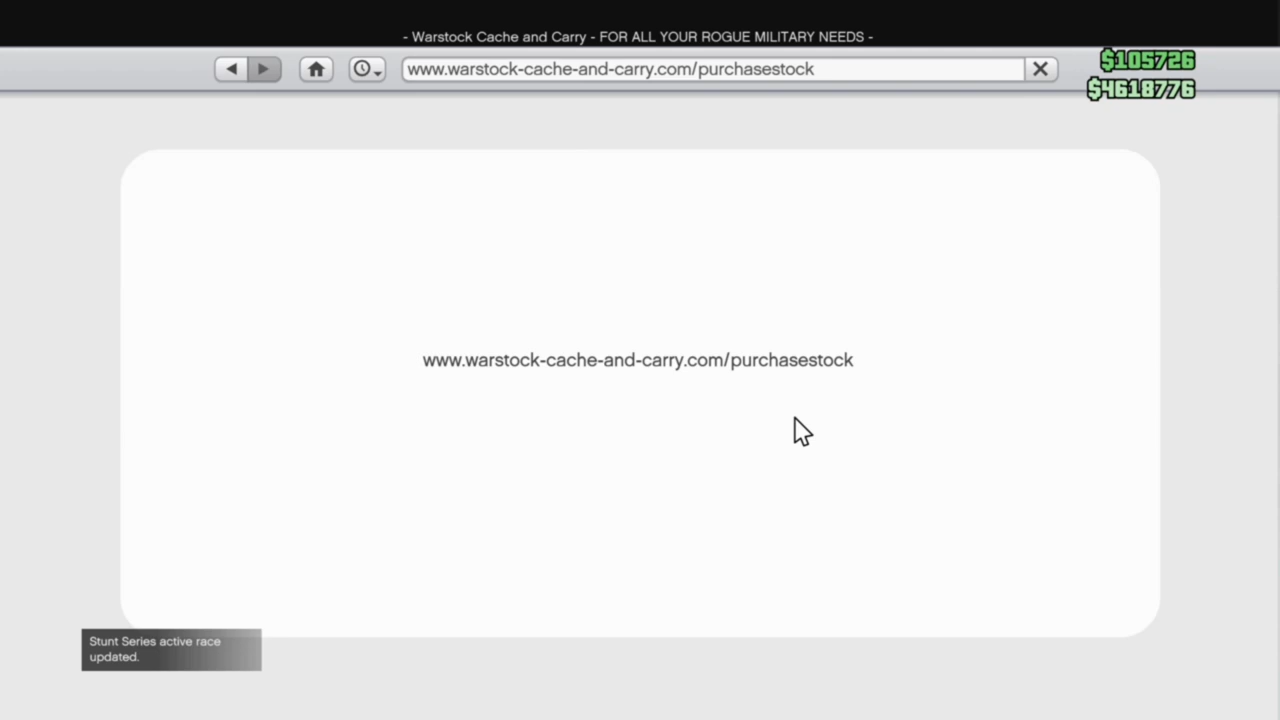 - Warstock Cache and Carry - FOR ALL YOUR ROGUE MILITARY NEEDS -
www.warstock-cache-and-carry.com/purchasestock
$105726
$4618776
www.warstock-cache-and-carry.com/purchasestock
Stunt Series active race
updated.